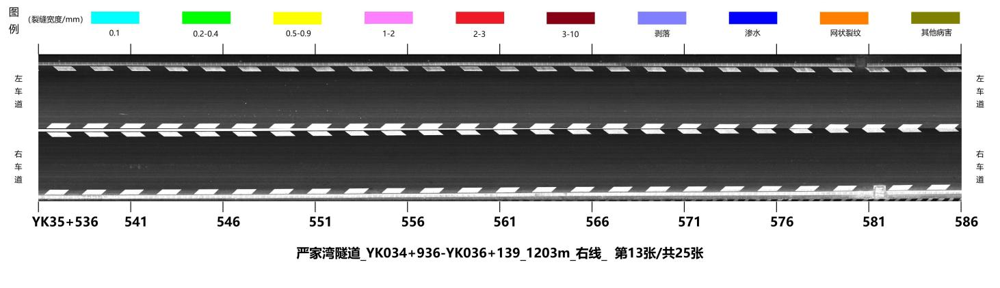 图例
(裂缝宽度/mm)
0.1 0.2-0.4 0.5-0.9 1-2 2-3 3-10 剥落 渗水 网状裂纹 其他病害
左车道 左车道
右车道 右车道
YK35+536 541 546 551 556 561 566 571 576 581 586
严家湾隧道_YK034+936-YK036+139_1203m_右线_ 第13张/共25张